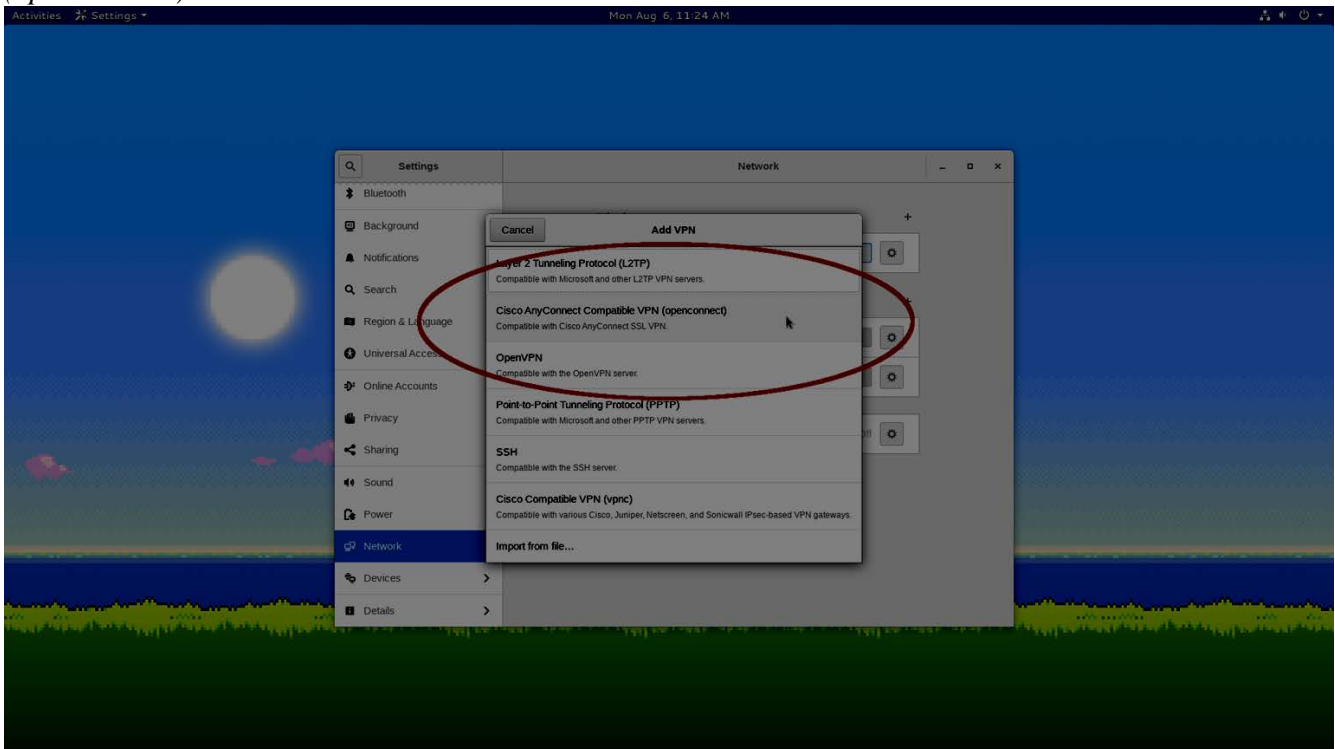 Activities Settings Mon Aug 6, 11:24 AM
Settings Network
Bluetooth
Background
Notifications
Search
Region & Language
Universal Access
Online Accounts
Privacy
Sharing
Sound
Power
Network
Devices
Details
Cancel Add VPN
Layer 2 Tunneling Protocol (L2TP)
Compatible with Microsoft and other L2TP VPN servers.
Cisco AnyConnect Compatible VPN (openconnect)
Compatible with Cisco AnyConnect SSL VPN.
OpenVPN
Compatible with the OpenVPN server.
Point-to-Point Tunneling Protocol (PPTP)
Compatible with Microsoft and other PPTP VPN servers.
SSH
Compatible with the SSH server.
Cisco Compatible VPN (vpnc)
Compatible with various Cisco, Juniper, Netscreen, and Sonicwall IPsec-based VPN gateways.
Import from file...